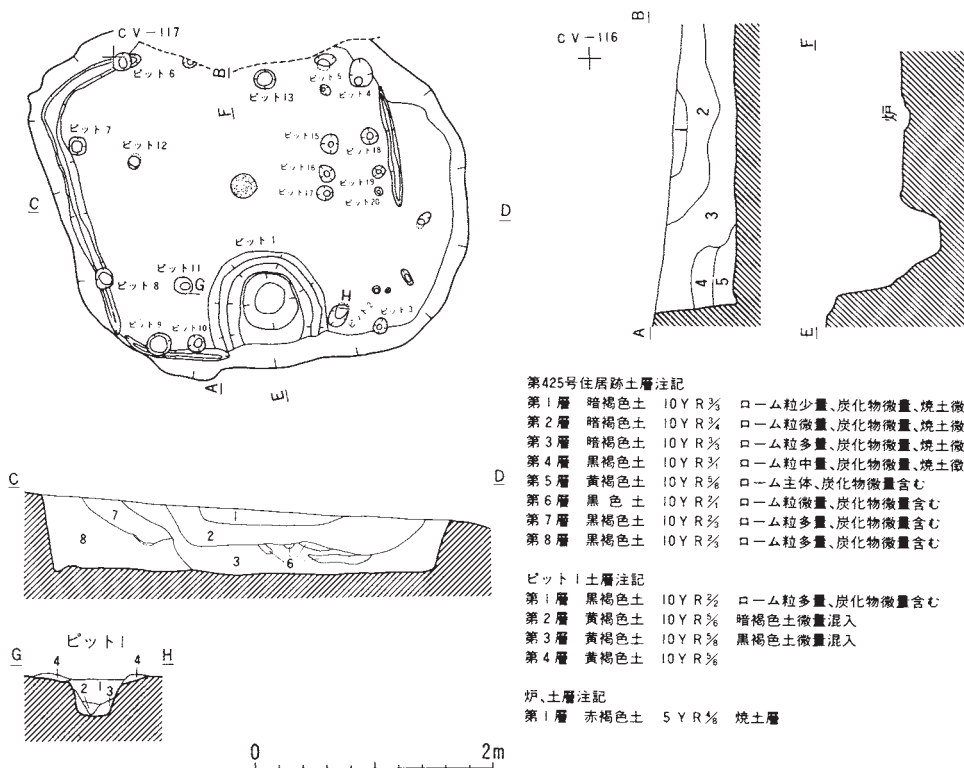 CV-117
ピット6
B
F
ピット13
ピット5
ピット4
ピット7
ピット12
ピット15
ピット18
ピット16
ピット19
ピット17
ピット20
C
D
ピット1
ピット11
G
H
ピット8
ピット2
ピット3
ピット9
ピット10
A
E
CV-116
B
F
1
2
3
4
5
炉
A
E
C
D
7
1
2
8
3
6
ピット1
G
4
4
H
2
1
3
0
2m
第425号住居跡土層注記
第1層 暗褐色土 10YR3/3 ローム粒少量、炭化物微量、焼土微
第2層 暗褐色土 10YR3/4 ローム粒微量、炭化物微量、焼土微
第3層 暗褐色土 10YR3/3 ローム粒多量、炭化物微量、焼土微
第4層 黒褐色土 10YR3/1 ローム粒中量、炭化物微量、焼土微
第5層 黄褐色土 10YR5/8 ローム主体、炭化物微量含む
第6層 黒色土 10YR2/1 ローム粒微量、炭化物微量含む
第7層 黒褐色土 10YR2/3 ローム粒多量、炭化物微量含む
第8層 黒褐色土 10YR2/3 ローム粒多量、炭化物微量含む
ピット1土層注記
第1層 黒褐色土 10YR2/2 ローム粒多量、炭化物微量含む
第2層 黄褐色土 10YR5/6 暗褐色土微量混入
第3層 黄褐色土 10YR5/8 黒褐色土微量混入
第4層 黄褐色土 10YR5/6
炉、土層注記
第1層 赤褐色土 5YR4/8 焼土層